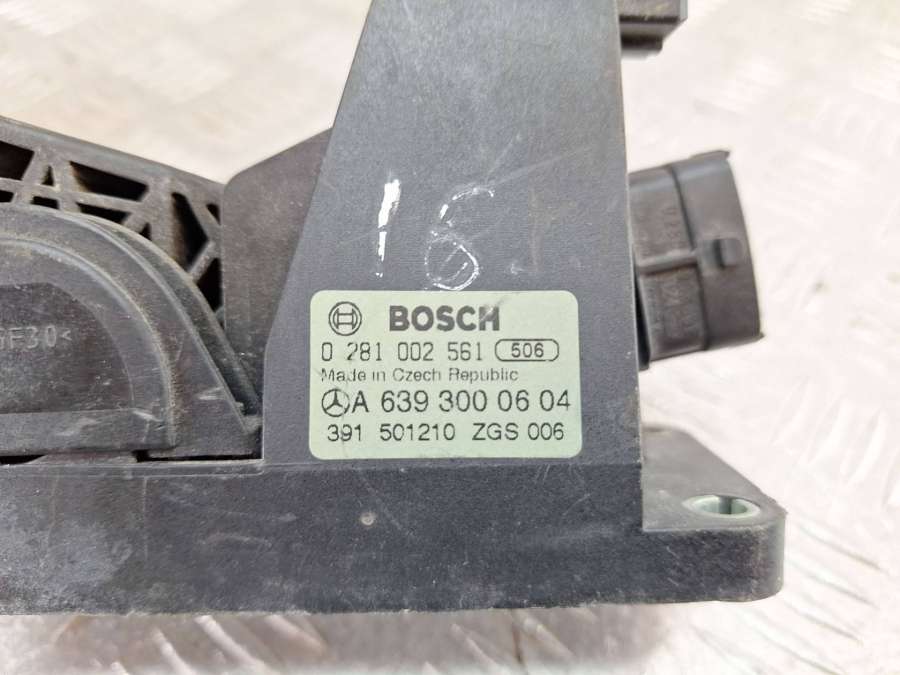 16
BOSCH
0 281 002 561 506
Made in Czech Republic
A 639 300 06 04
391 501210 ZGS 006
F30<